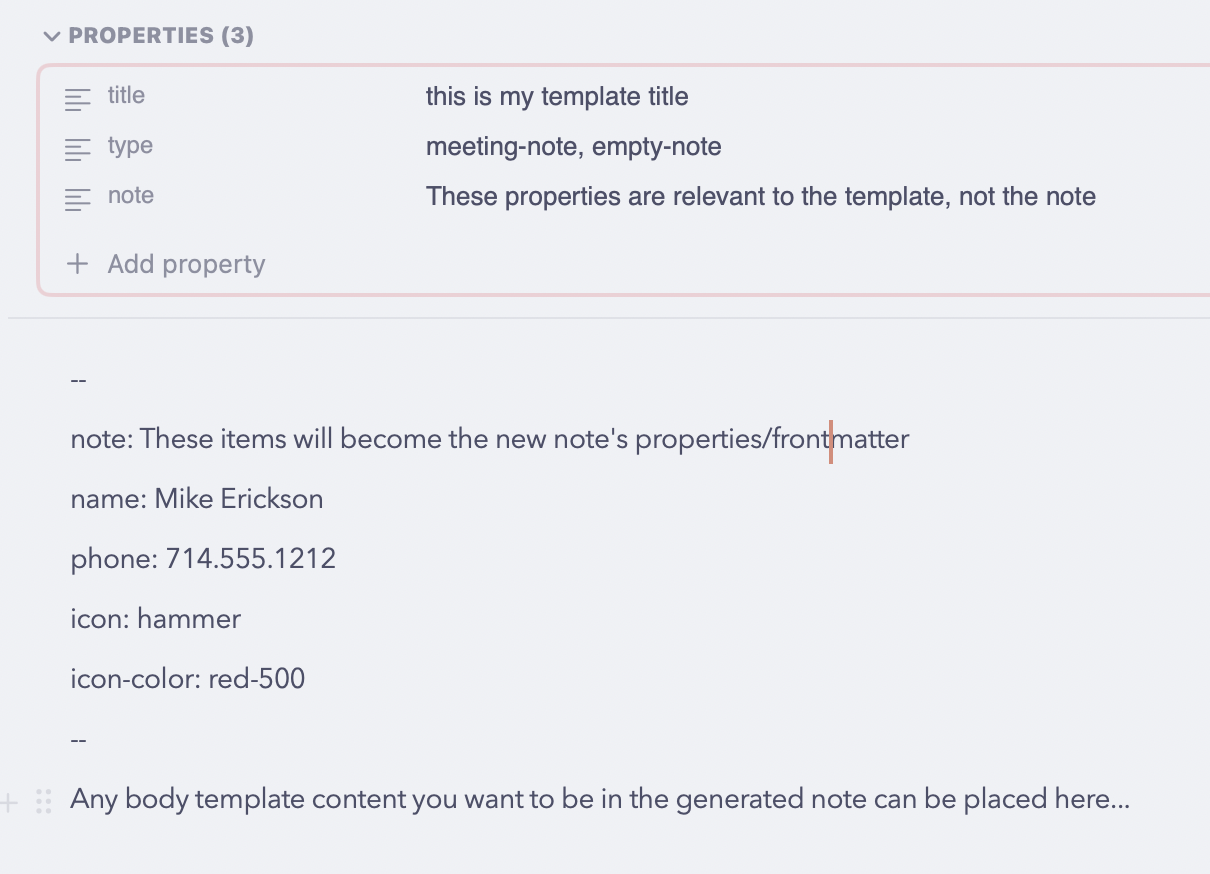 PROPERTIES (3)
title this is my template title
type meeting-note, empty-note
note These properties are relevant to the template, not the note
+ Add property
--
note: These items will become the new note's properties/frontmatter
name: Mike Erickson
phone: 714.555.1212
icon: hammer
icon-color: red-500
--
Any body template content you want to be in the generated note can be placed here...